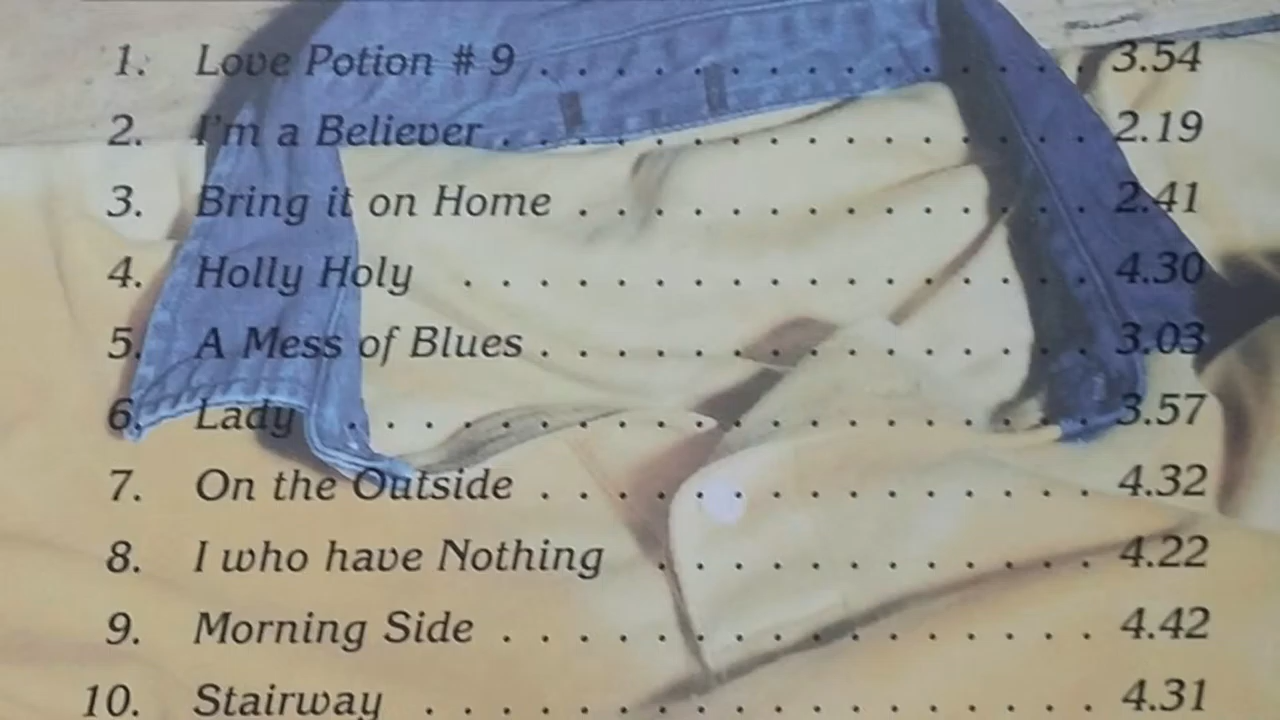 1. Love Potion # 9 . . . . . . . . . . . . . . . . . . . . . 3.54
2. I'm a Believer . . . . . . . . . . . . . . . . . . . . . . 2.19
3. Bring it on Home . . . . . . . . . . . . . . . . . . . 2.41
4. Holly Holy . . . . . . . . . . . . . . . . . . . . . . . 4.30
5. A Mess of Blues . . . . . . . . . . . . . . . . . . . . . 3.03
6. Lady . . . . . . . . . . . . . . . . . . . . . . . . . . . 3.57
7. On the Outside . . . . . . . . . . . . . . . . . . . . . 4.32
8. I who have Nothing . . . . . . . . . . . . . . . . . 4.22
9. Morning Side . . . . . . . . . . . . . . . . . . . . . . 4.42
10. Stairway . . . . . . . . . . . . . . . . . . . . . . . . 4.31